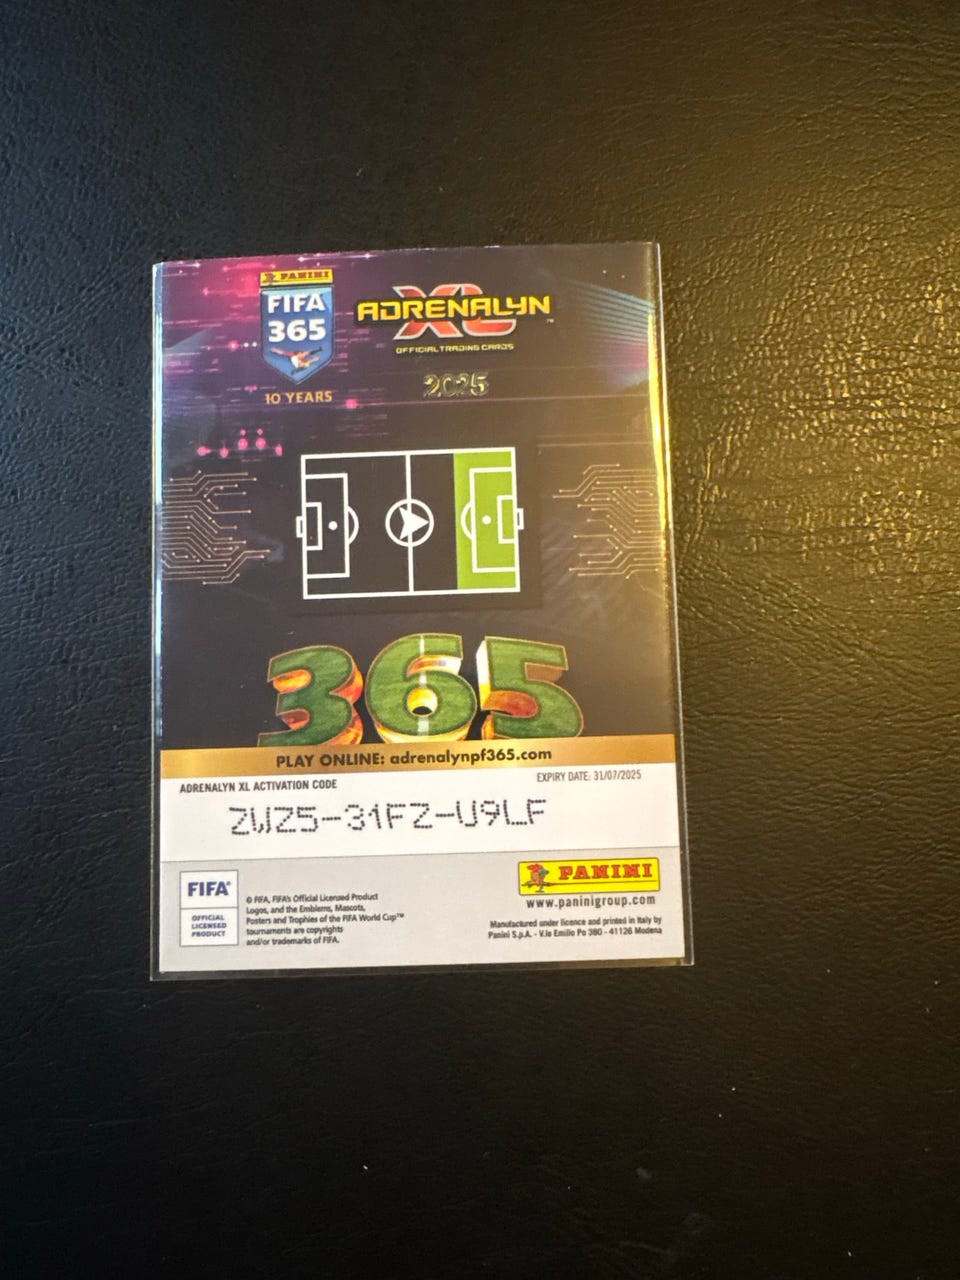 PANINI
FIFA
365
10 YEARS
ADRENALYN
XL
™
OFFICIAL TRADING CARDS
2025
365
PLAY ONLINE: adrenalynpf365.com
ADRENALYN XL ACTIVATION CODE
EXPIRY DATE: 31/07/2025
ZWZ5-31FZ-U9LF
FIFA®
OFFICIAL
LICENSED
PRODUCT
© FIFA, FIFA's Official Licensed Product
Logos, and the Emblems, Mascots,
Posters and Trophies of the FIFA World Cup™
tournaments are copyrights
and/or trademarks of FIFA.
PANINI
www.paninigroup.com
Manufactured under licence and printed in Italy by
Panini S.p.A. - V.le Emilio Po 380 - 41126 Modena